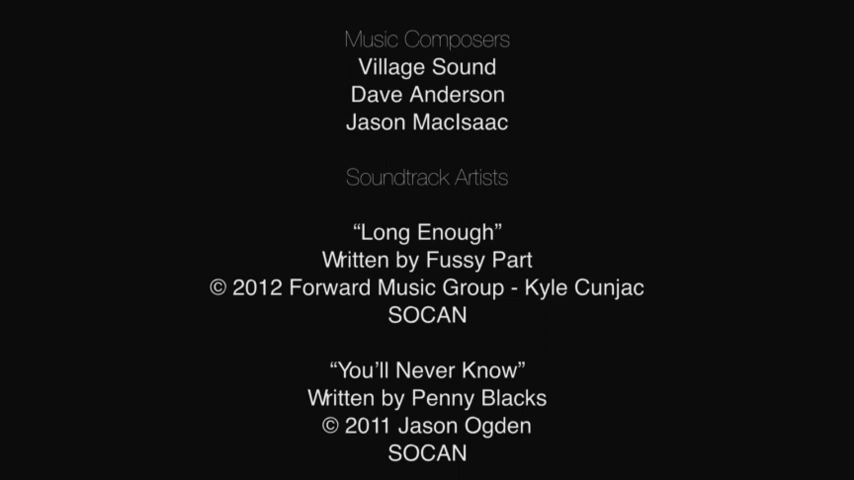 Music Composers
Village Sound
Dave Anderson
Jason MacIsaac
Soundtrack Artists
“Long Enough”
Written by Fussy Part
© 2012 Forward Music Group - Kyle Cunjac
SOCAN
“You’ll Never Know”
Written by Penny Blacks
© 2011 Jason Ogden
SOCAN